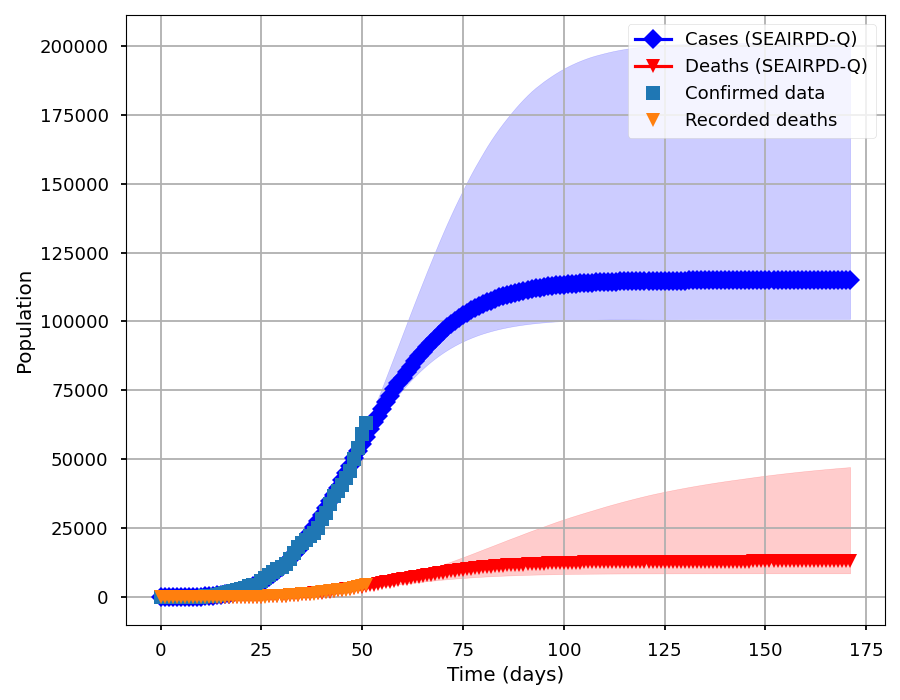 200000
175000
150000
125000
100000
75000
50000
25000
0
Population
0 25 50 75 100 125 150 175
Time (days)
Cases (SEAIRPD-Q)
Deaths (SEAIRPD-Q)
Confirmed data
Recorded deaths